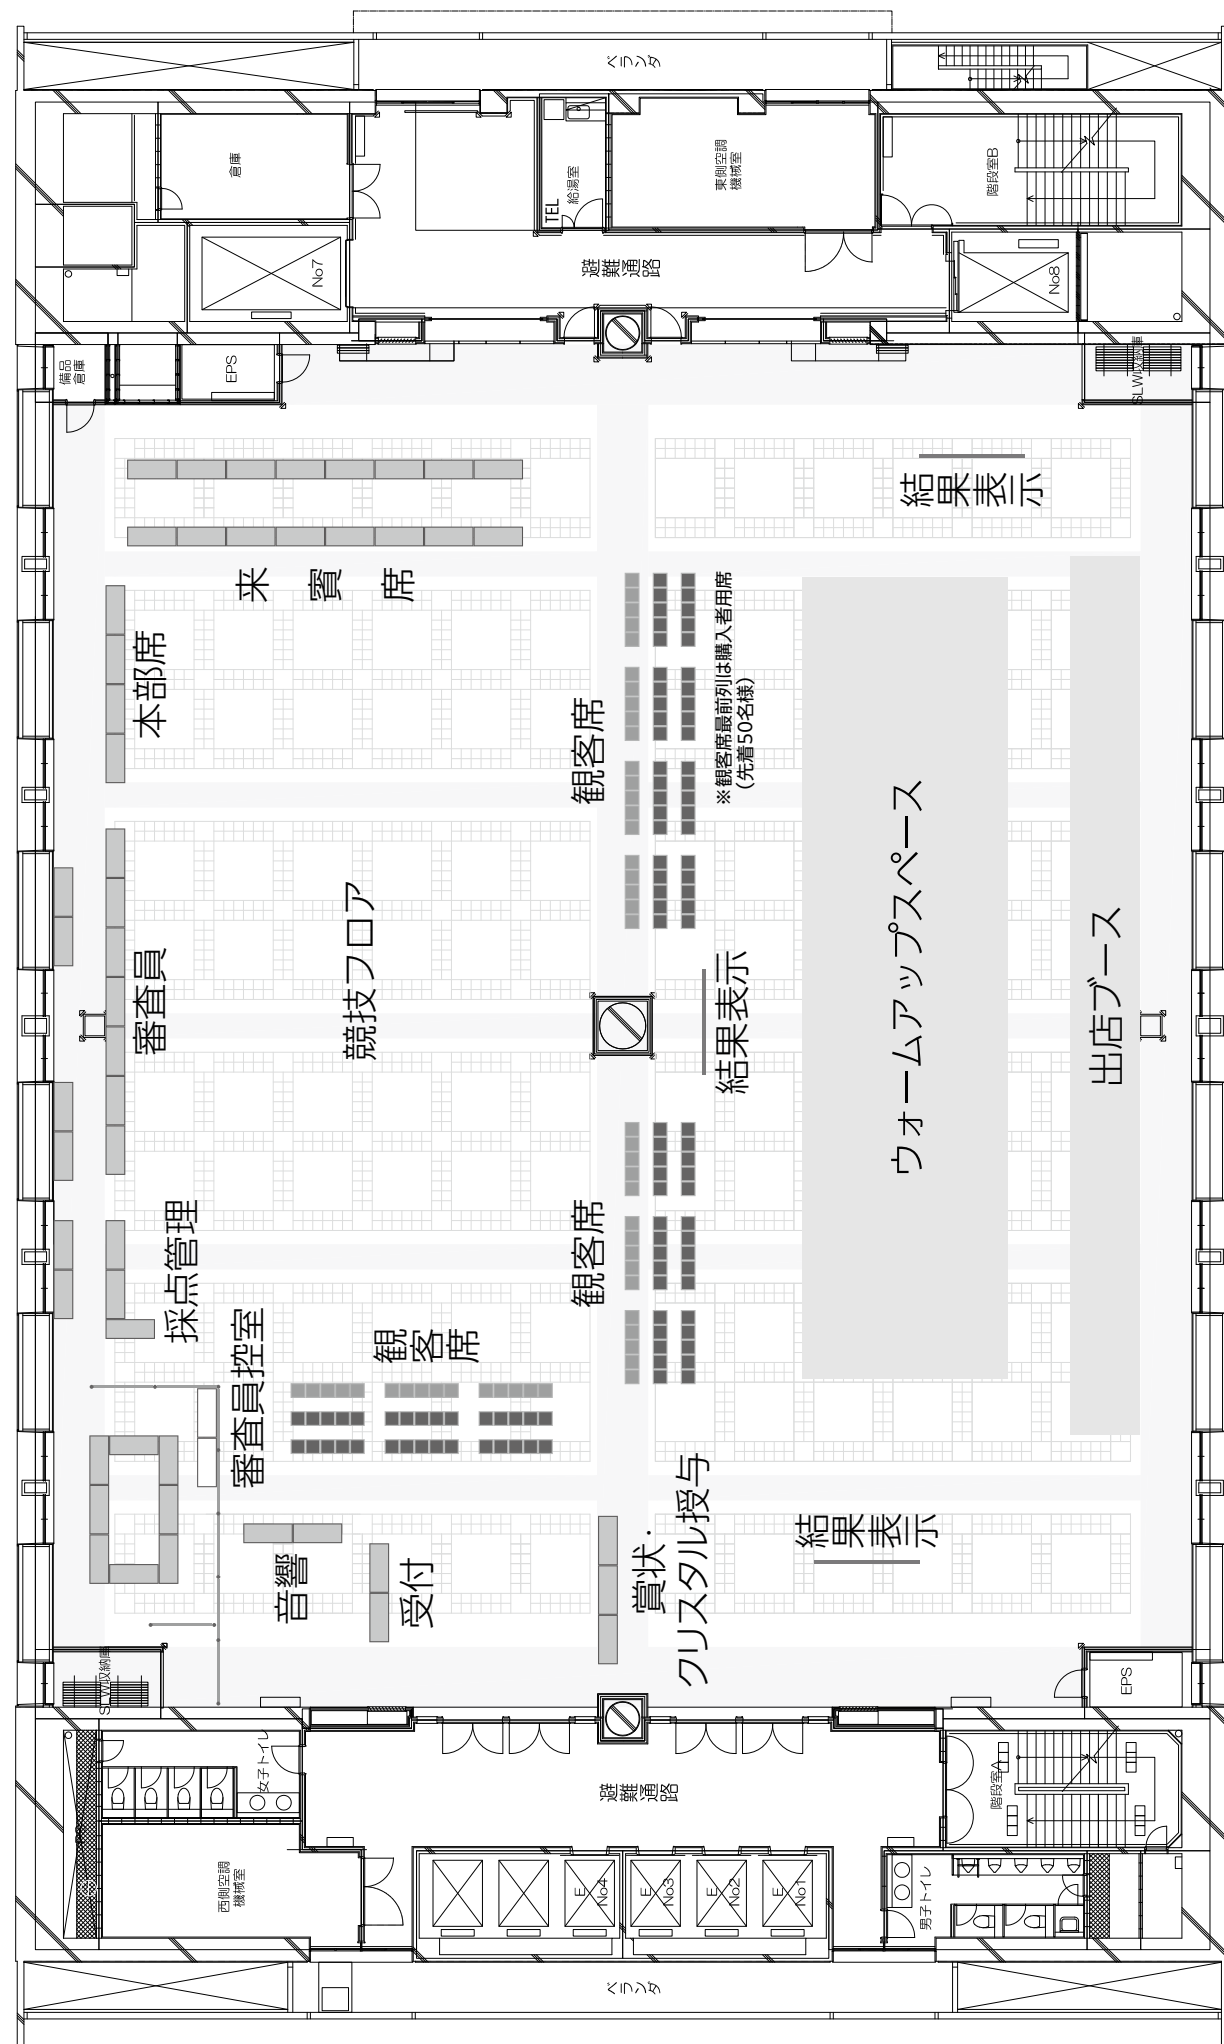 ベランダ
倉庫
TEL
給湯室
東側空調
機械室
階段室B
No7
避難
通路
No8
備品
倉庫
EPS
SLW収納庫
結果表示
来賓席
本部席
観客席
※観客席最前列は購入者用席
（先着50名様）
審査員
競技フロア
結果表示
ウォームアップスペース
出店ブース
採点管理
観客席
審査員控室
観客席
音響
受付
賞状・
クリスタル授与
結果表示
SLW収納庫
EPS
女子トイレ
避難
通路
階段室A
西側空調
機械室
E
No4
E
No3
E
No2
E
No1
男子トイレ
ベランダ